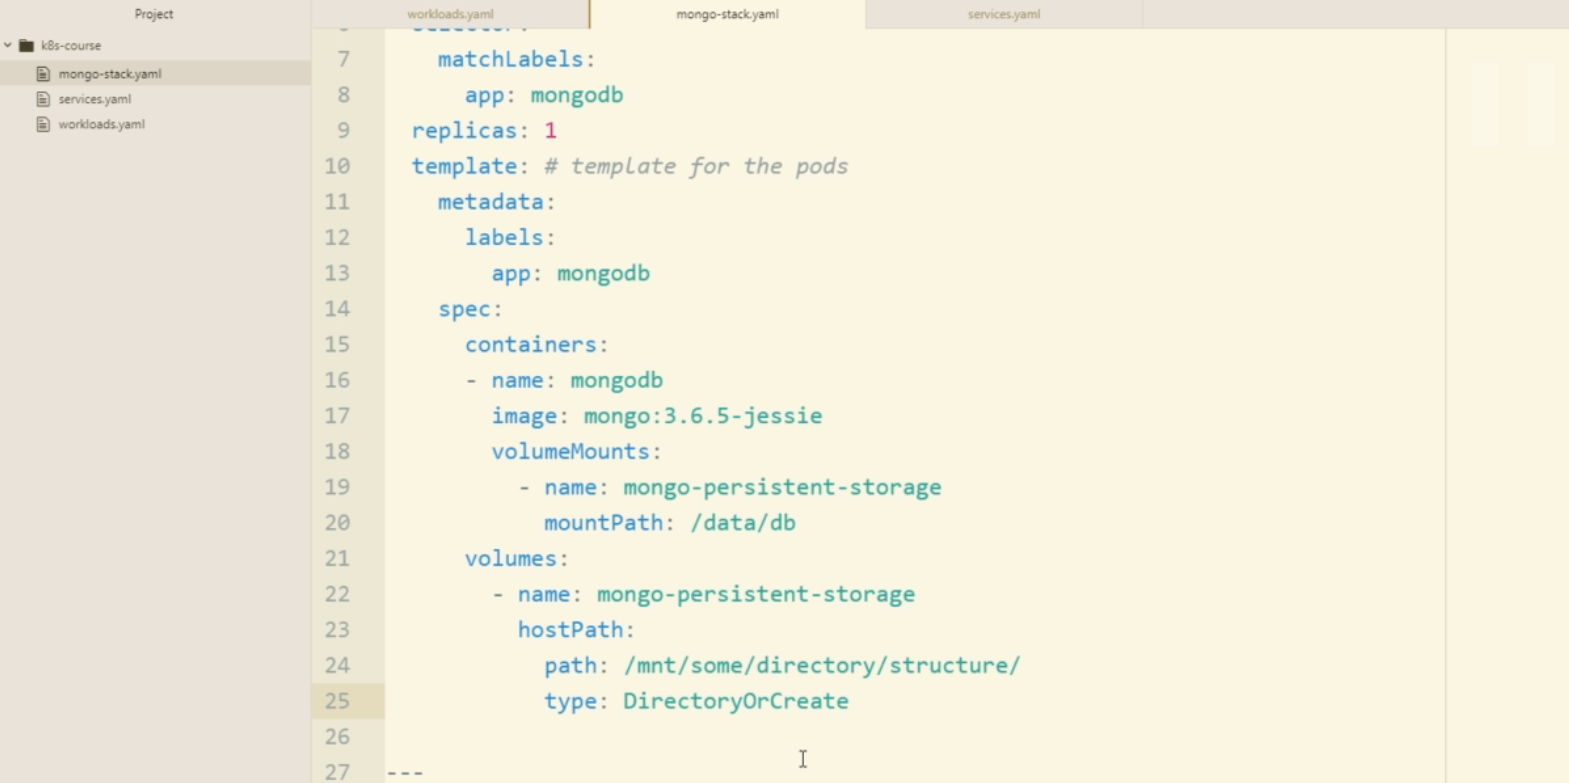 Project
workloads.yaml
mongo-stack.yaml
services.yaml
k8s-course
mongo-stack.yaml
services.yaml
workloads.yaml
7 matchLabels:
8 app: mongodb
9 replicas: 1
10 template: # template for the pods
11 metadata:
12 labels:
13 app: mongodb
14 spec:
15 containers:
16 - name: mongodb
17 image: mongo:3.6.5-jessie
18 volumeMounts:
19 - name: mongo-persistent-storage
20 mountPath: /data/db
21 volumes:
22 - name: mongo-persistent-storage
23 hostPath:
24 path: /mnt/some/directory/structure/
25 type: DirectoryOrCreate
26
27 ---